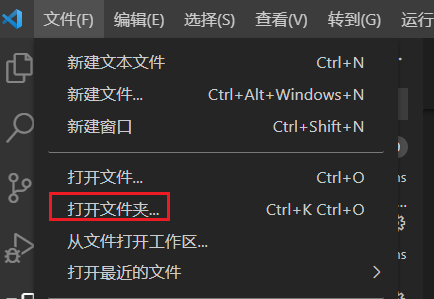 文件(F) 编辑(E) 选择(S) 查看(V) 转到(G) 运行
新建文本文件 Ctrl+N
新建文件... Ctrl+Alt+Windows+N
新建窗口 Ctrl+Shift+N
打开文件... Ctrl+O
打开文件夹... Ctrl+K Ctrl+O
从文件打开工作区...
打开最近的文件